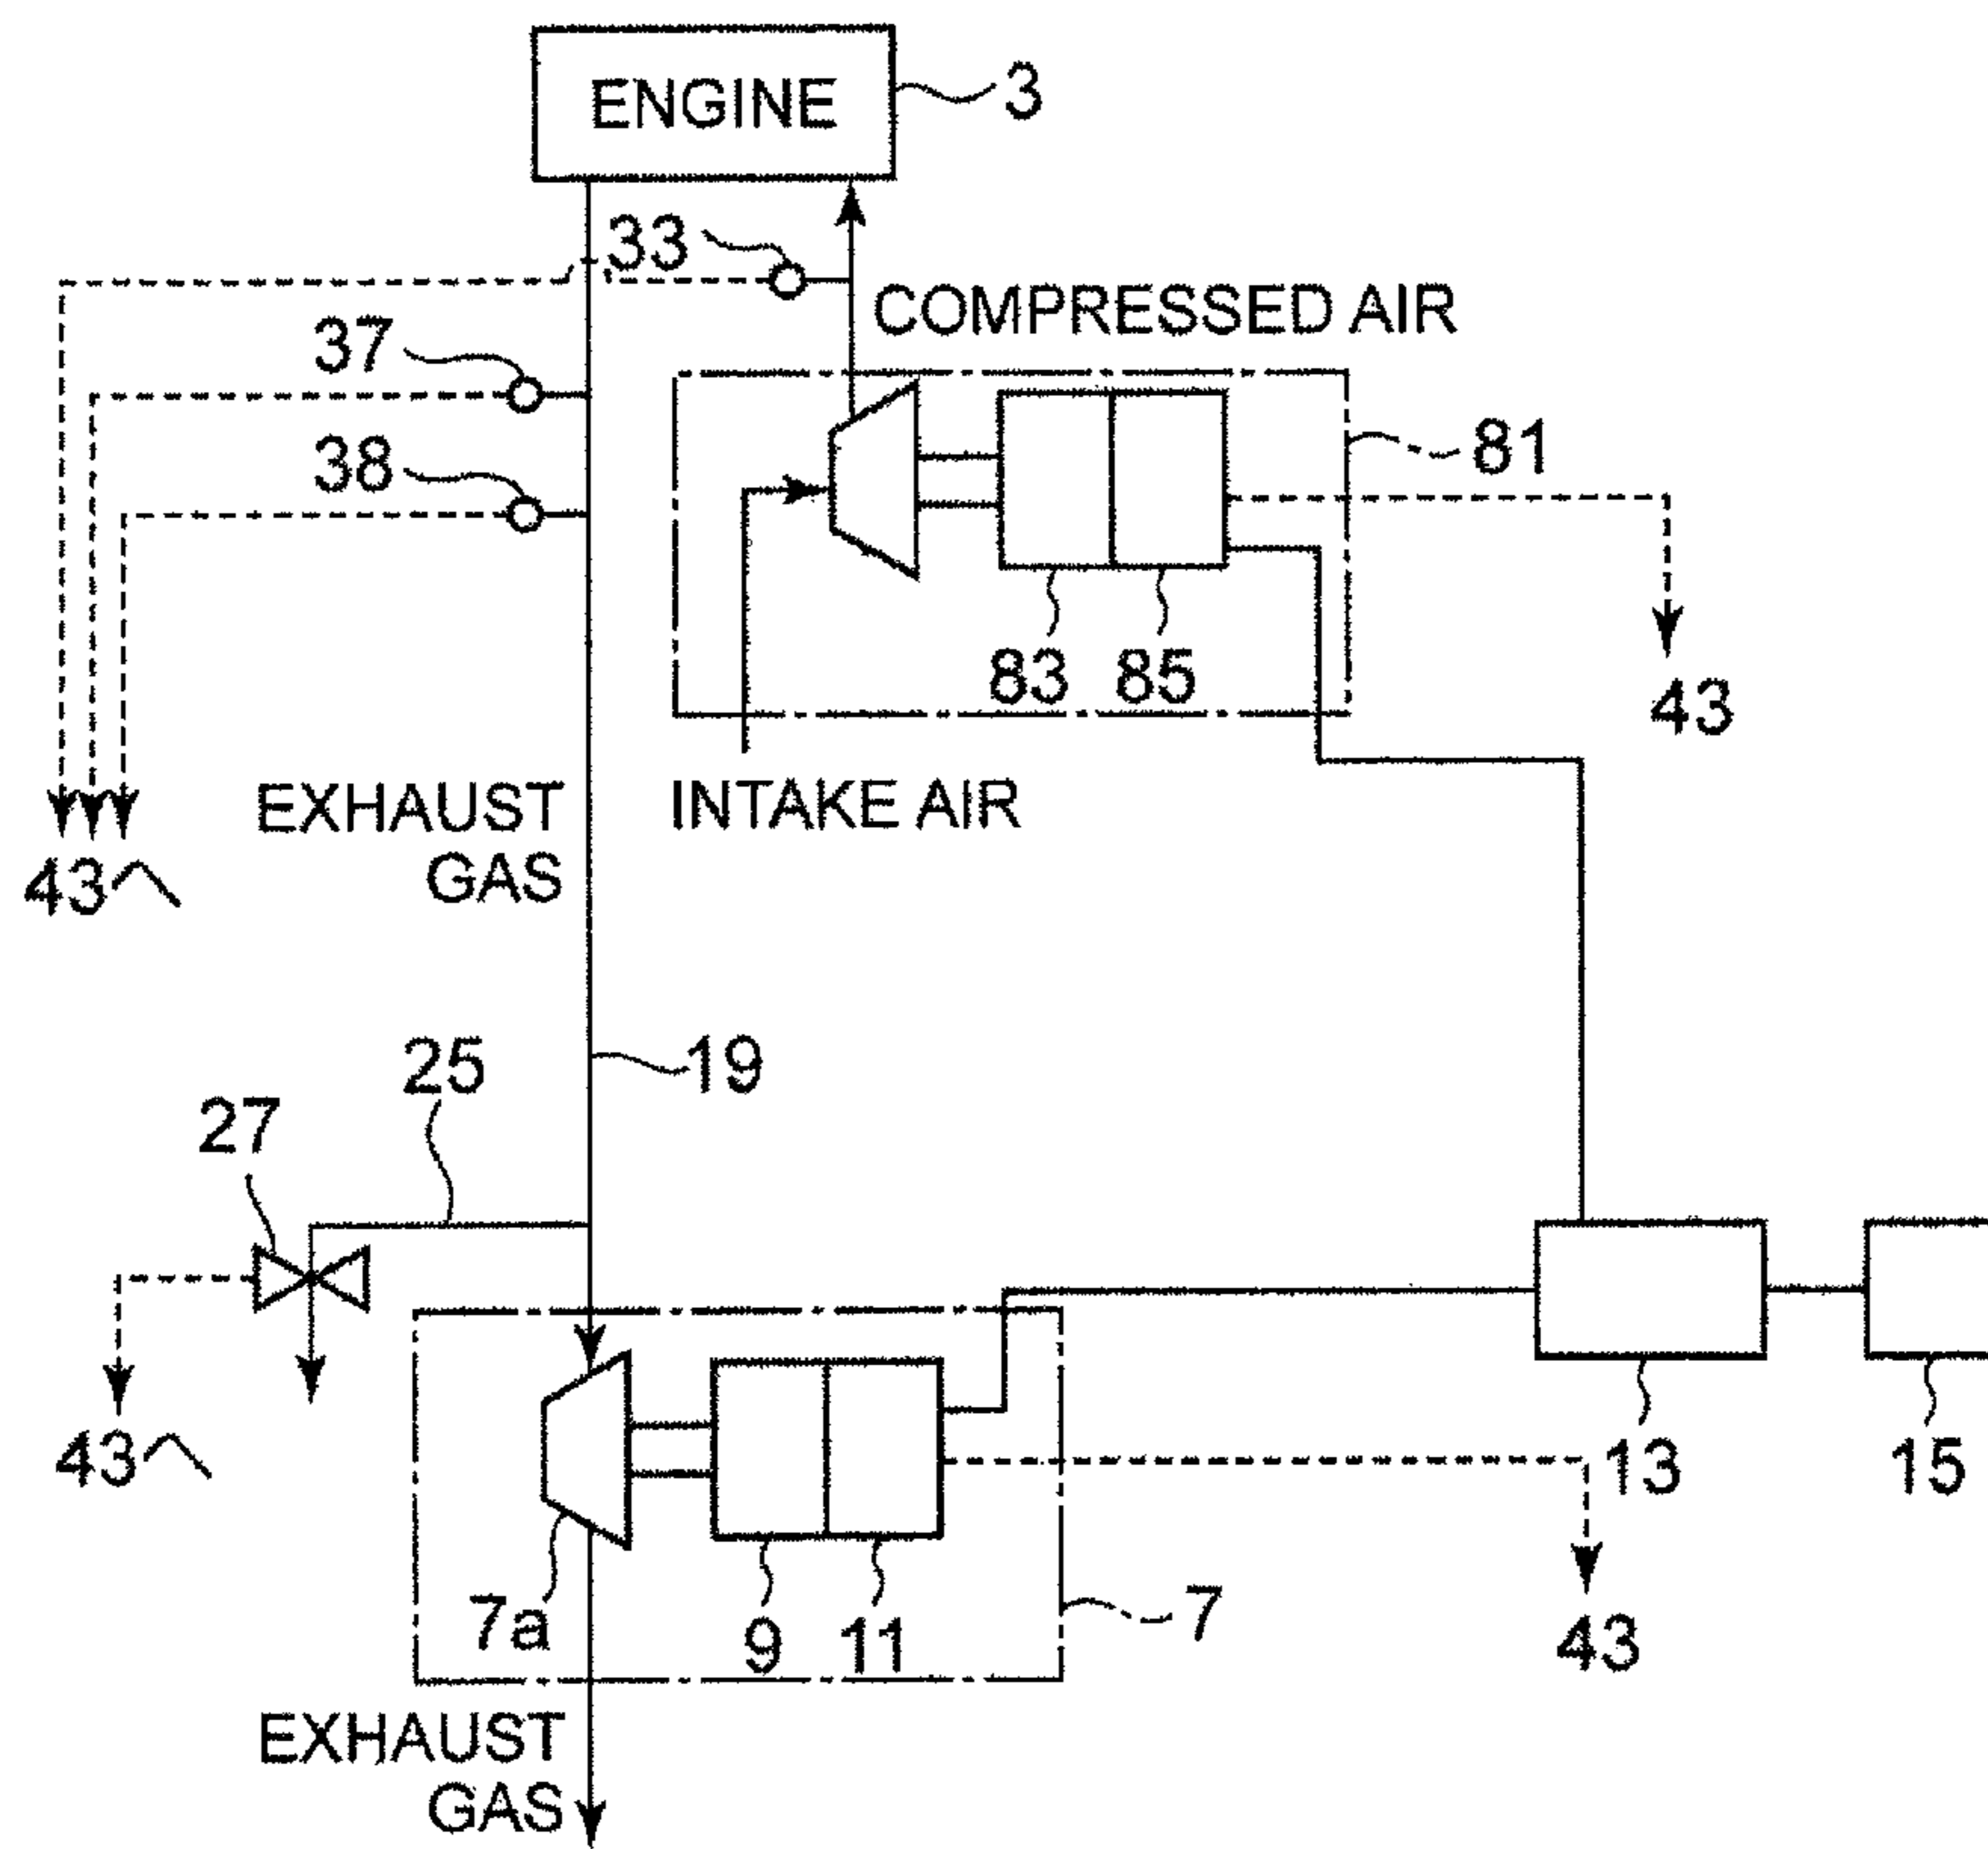 ENGINE
3
33
COMPRESSED AIR
37
38
81
83
85
43
EXHAUST
GAS
INTAKE AIR
43へ
19
25
27
43へ
13
15
7a
9
11
7
43
EXHAUST
GAS